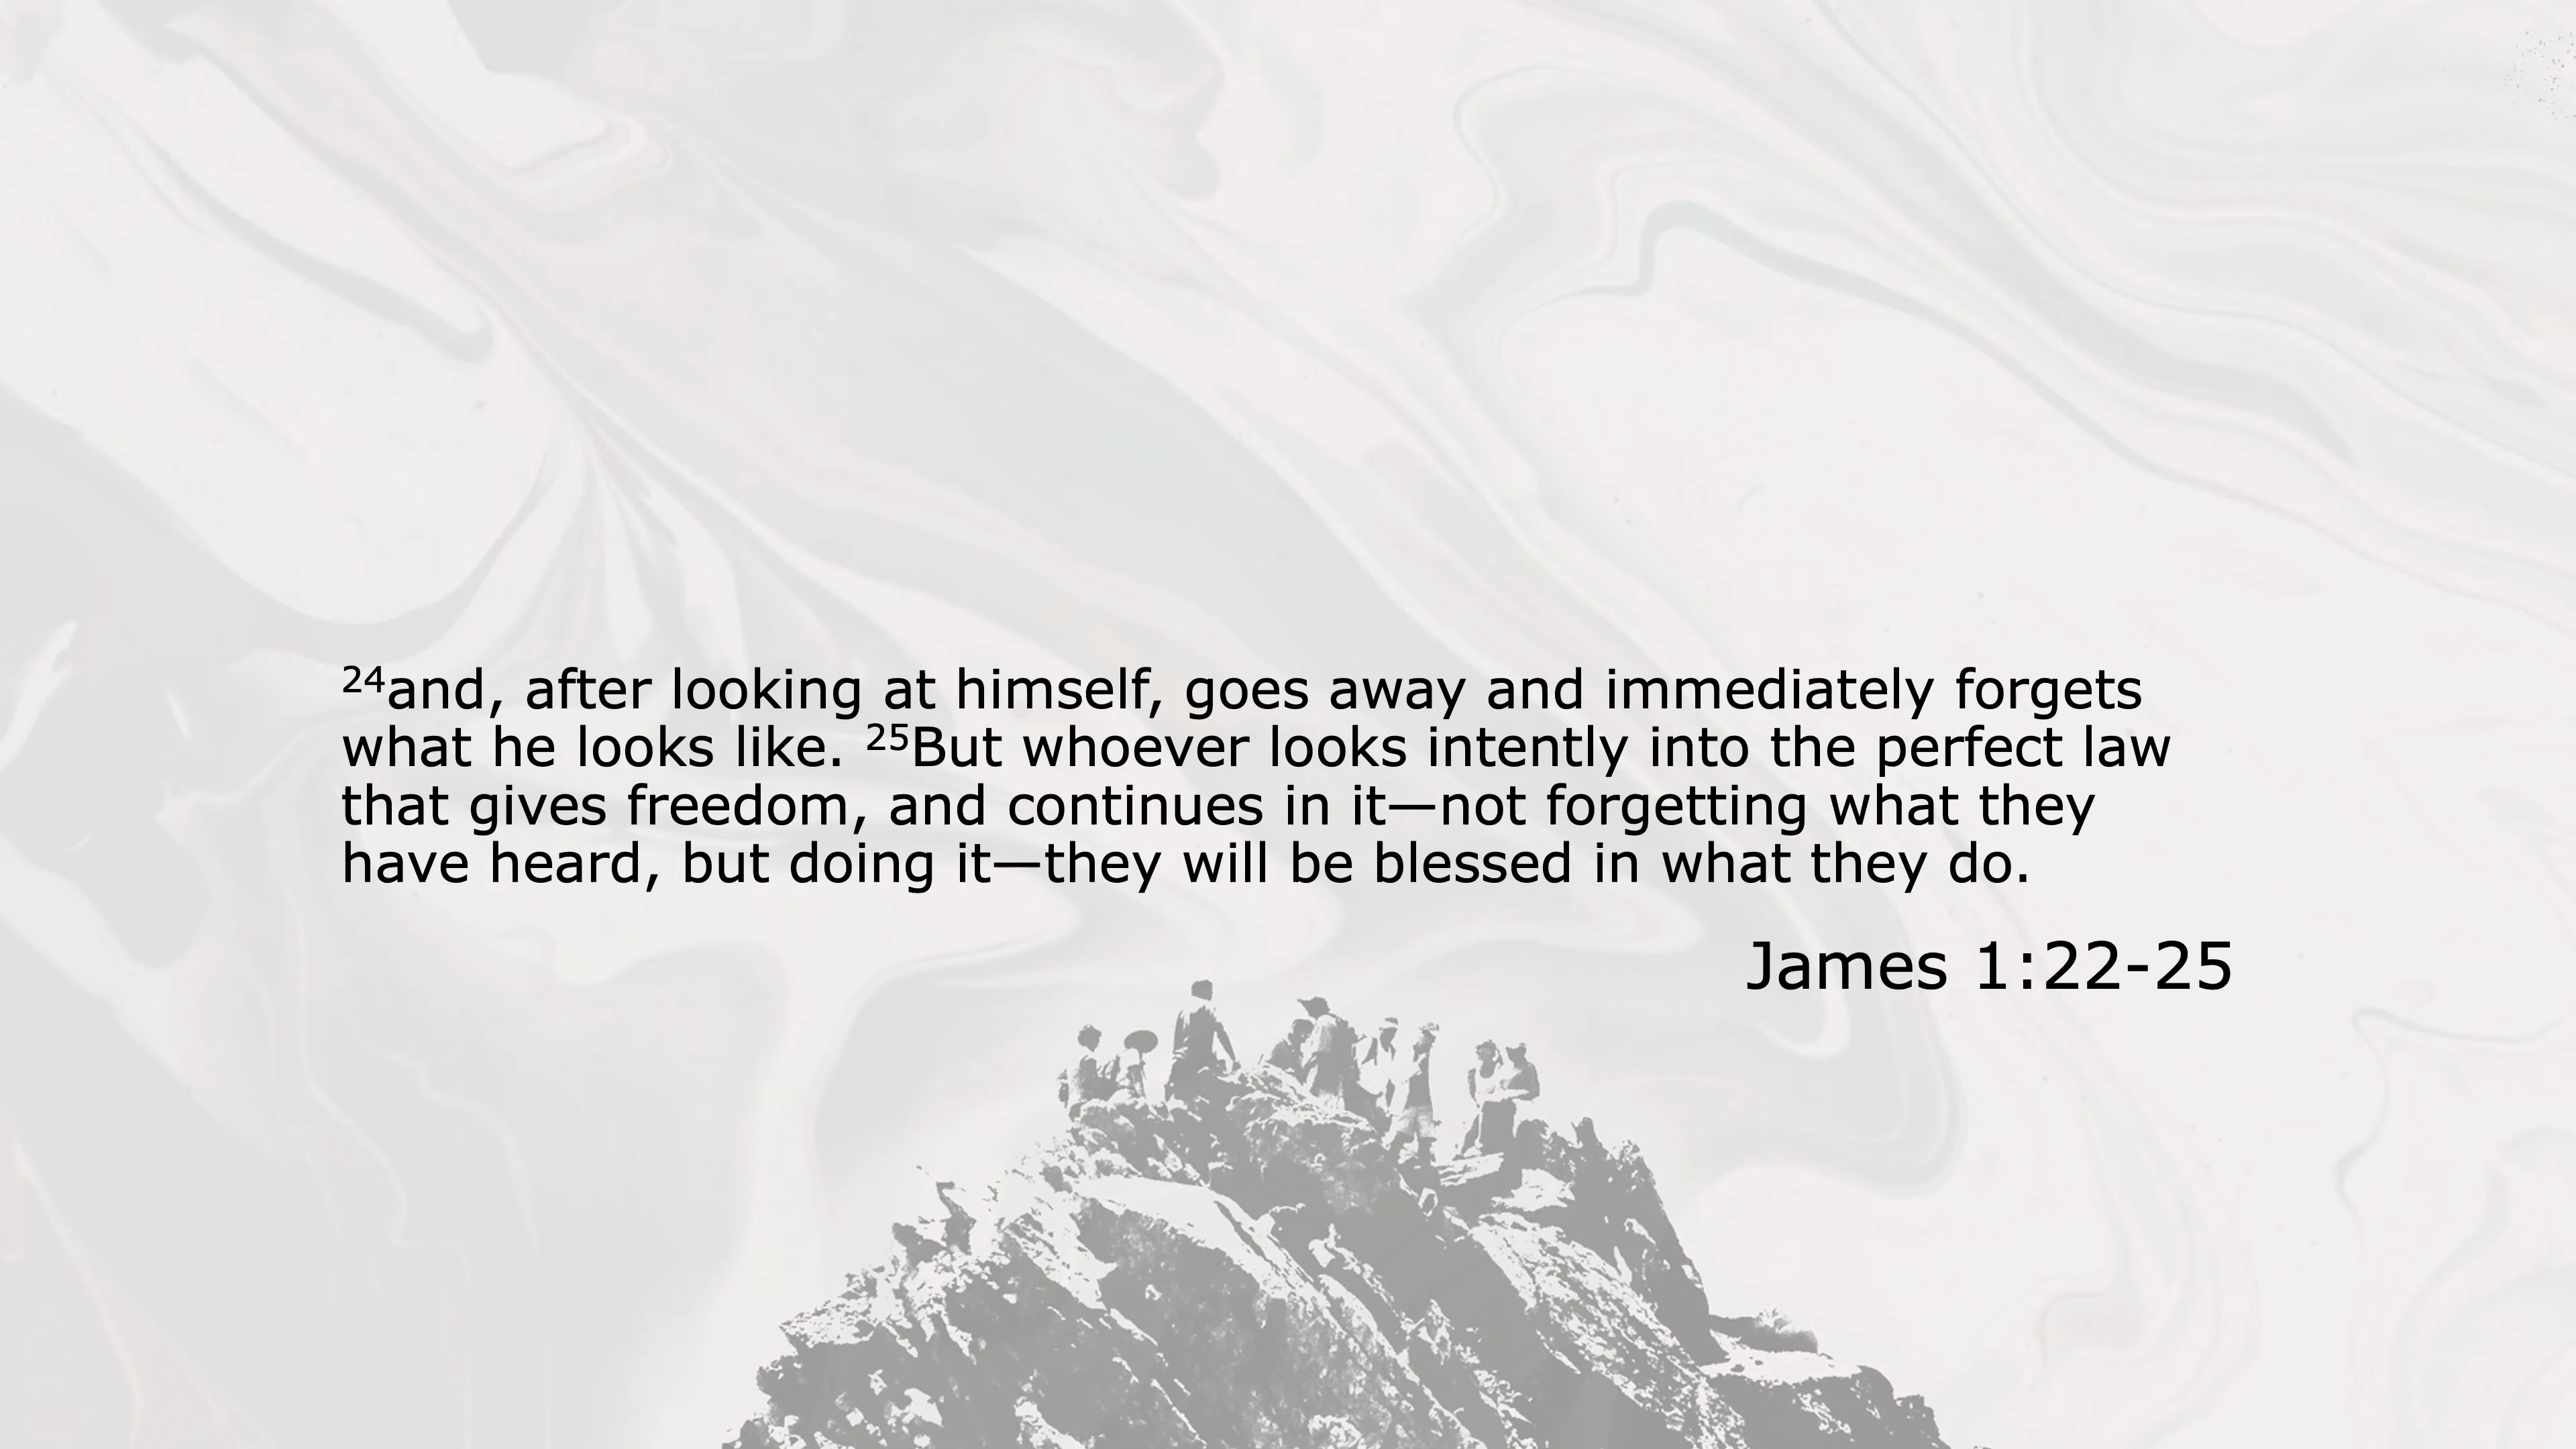 ²⁴and, after looking at himself, goes away and immediately forgets
what he looks like. ²⁵But whoever looks intently into the perfect law
that gives freedom, and continues in it—not forgetting what they
have heard, but doing it—they will be blessed in what they do.
James 1:22-25